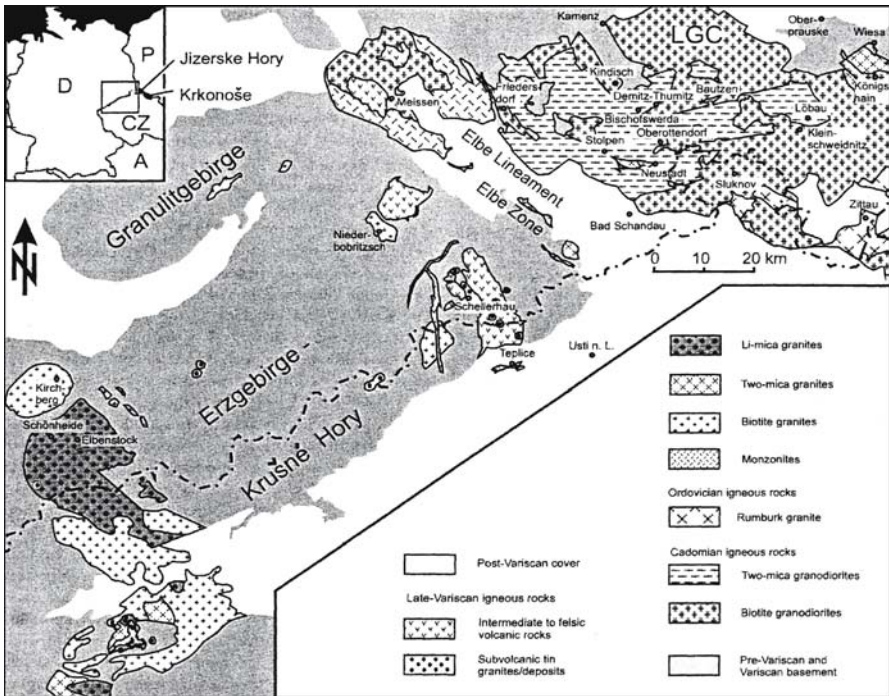 P
D
CZ
A
Jizerske Hory
Krkonoše
Kamenz
Ober-
prauske
Wiesa
LGC
Königs
hain
Kindisch
Frieders
dorf
Demitz-Thumitz
Bautzen
Meissen
Bischofswerda
Löbau
Oberottendorf
Klein-
schweidnitz
Stolpen
Neustadt
Sluknov
Elbe Lineament
Elbe Zone
Zittau
Bad Schandau
Granulitgebirge
Nieder-
bobritzsch
N
0 10 20 km
Schellerhau
Teplice
Usti n. L.
Erzgebirge -
Krušné Hory
Kirch-
berg
Schönheide
Eibenstock
Li-mica granites
Two-mica granites
Biotite granites
Monzonites
Ordovician igneous rocks
Rumburk granite
Cadomian igneous rocks
Two-mica granodiorites
Biotite granodiorites
Pre-Variscan and
Variscan basement
Post-Variscan cover
Late-Variscan igneous rocks
Intermediate to felsic
volcanic rocks
Subvolcanic tin
granites/deposits